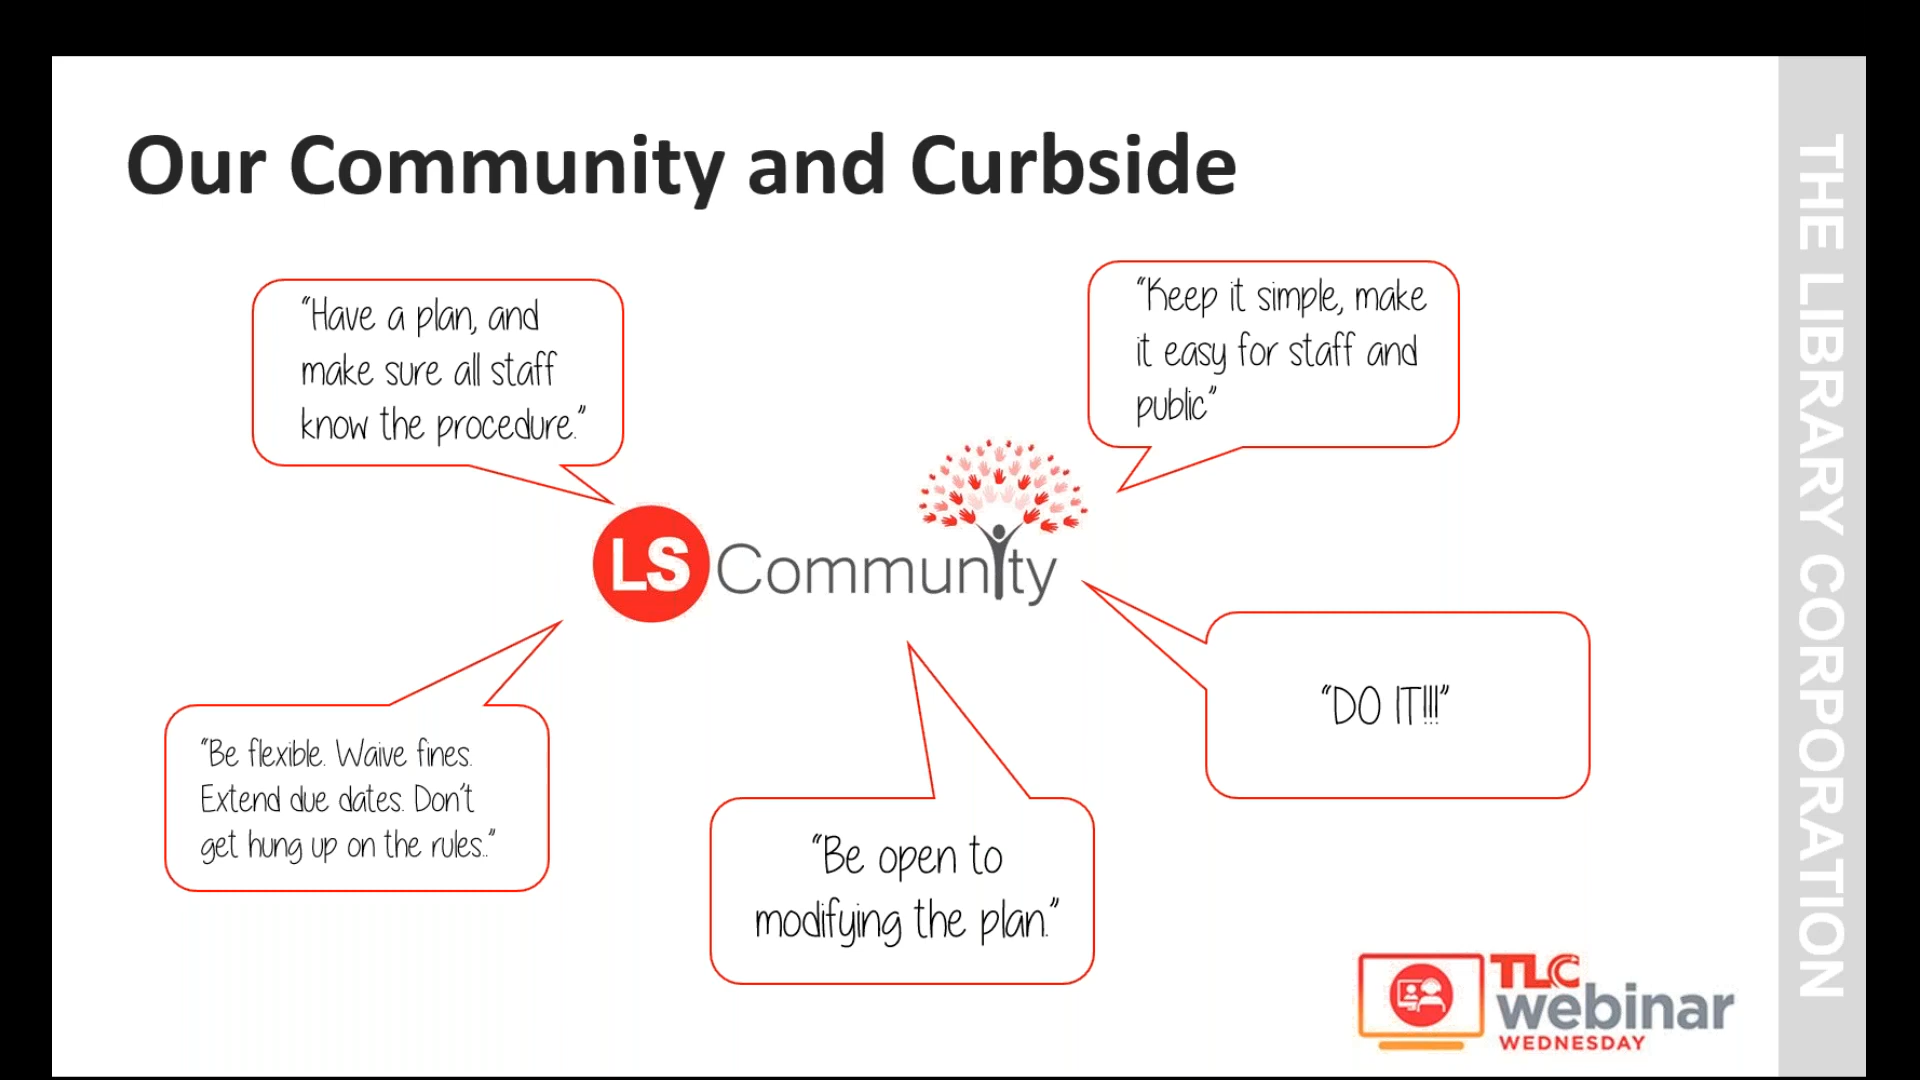 Our Community and Curbside
“Have a plan, and
make sure all staff
know the procedure.”
“Keep it simple, make
it easy for staff and
public”
LS Community
“Be flexible. Waive fines.
Extend due dates. Don't
get hung up on the rules..”
“Be open to
modifying the plan.”
“DO IT!!!”
TLC
webinar
WEDNESDAY
THE LIBRARY CORPORATION